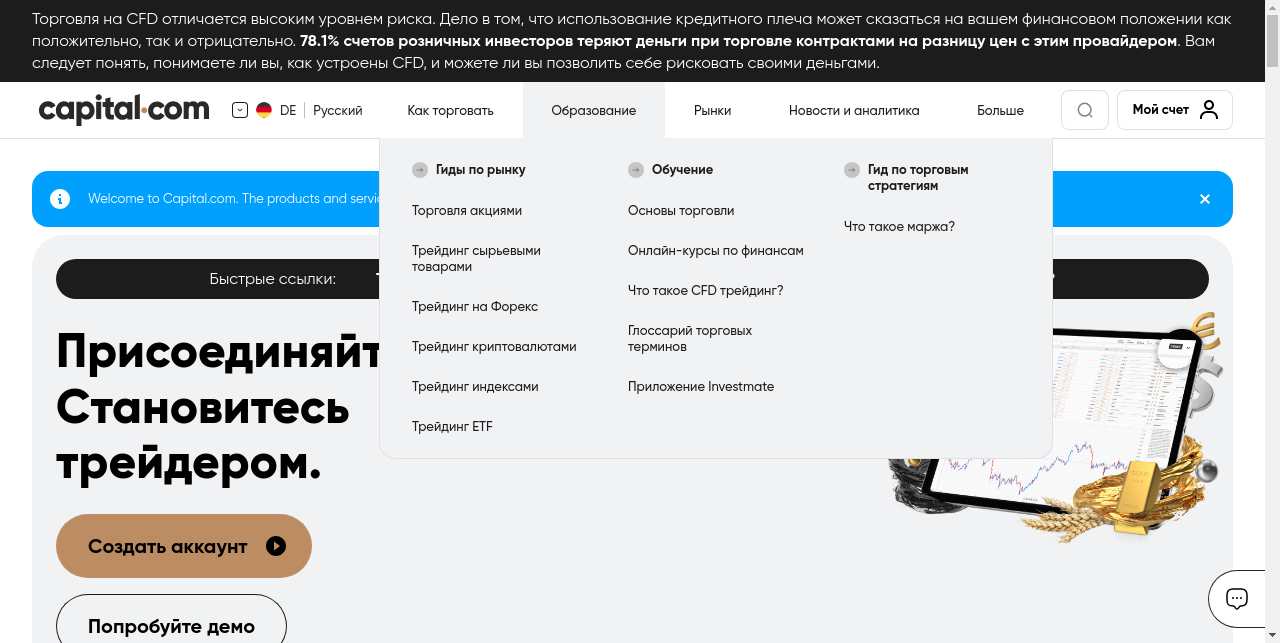 Торговля на CFD отличается высоким уровнем риска. Дело в том, что использование кредитного плеча может сказаться на вашем финансовом положении как
положительно, так и отрицательно. 78.1% счетов розничных инвесторов теряют деньги при торговле контрактами на разницу цен с этим провайдером. Вам
следует понять, понимаете ли вы, как устроены CFD, и можете ли вы позволить себе рисковать своими деньгами.
capital.com DE Русский Как торговать Образование Рынки Новости и аналитика Больше Мой счет
Гиды по рынку
Торговля акциями
Трейдинг сырьевыми
товарами
Трейдинг на Форекс
Трейдинг криптовалютами
Трейдинг индексами
Трейдинг ETF
Обучение
Основы торговли
Онлайн-курсы по финансам
Что такое CFD трейдинг?
Глоссарий торговых
терминов
Приложение Investmate
Гид по торговым
стратегиям
Что такое маржа?
Welcome to Capital.com. The products and
Быстрые ссылки:
Становитесь
трейдером.
Создать аккаунт
Попробуйте демо